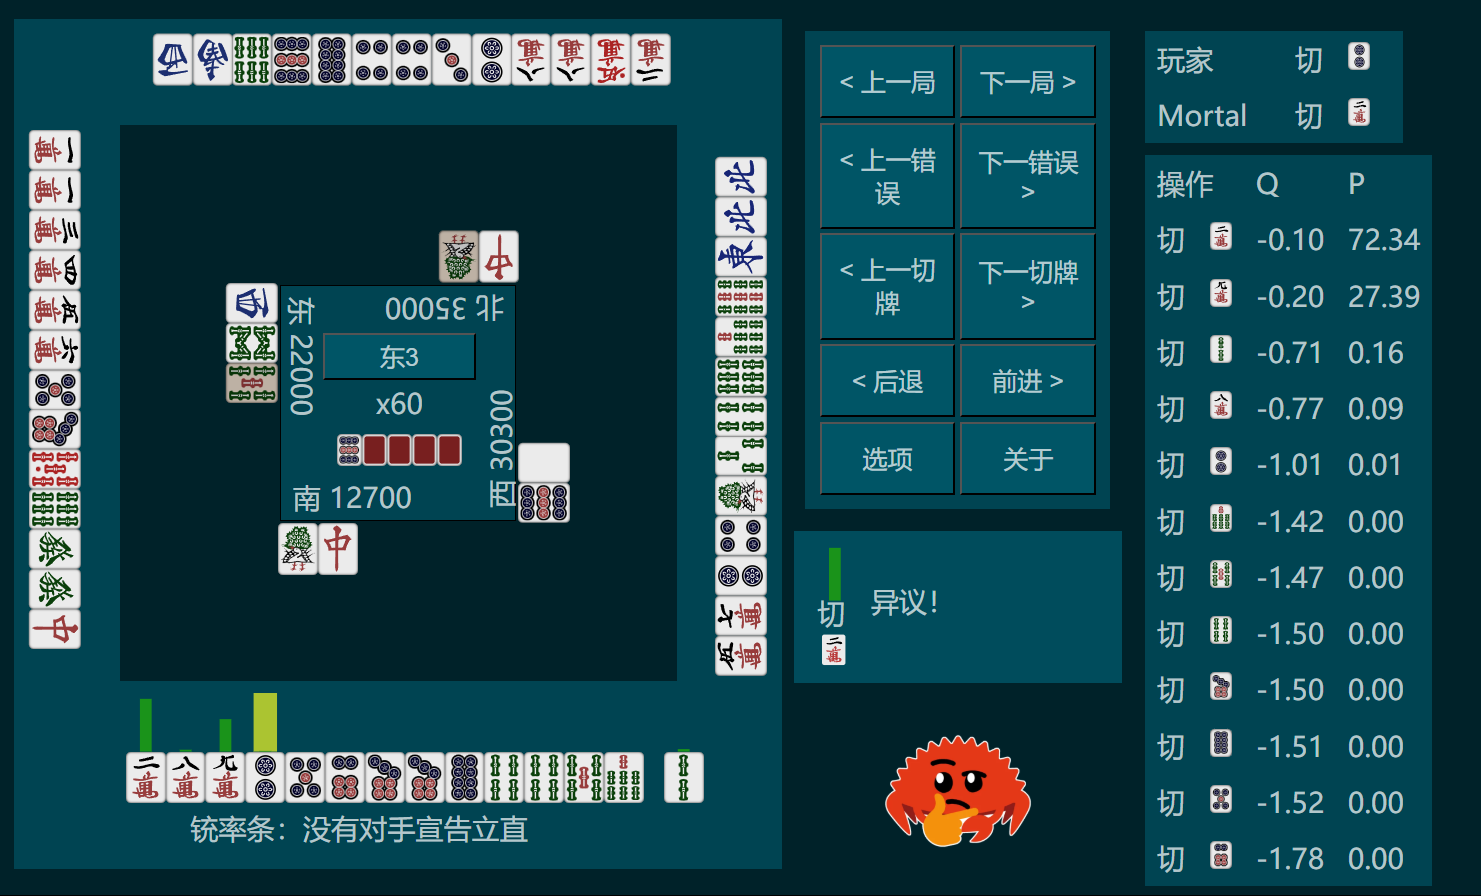 < 上一局
下一局 >
< 上一错
误
下一错误
>
< 上一切
牌
下一切牌
>
< 后退
前进 >
选项
关于
玩家 切
Mortal 切
操作 Q P
切 -0.10 72.34
切 -0.20 27.39
切 -0.71 0.16
切 -0.77 0.09
切 -1.01 0.01
切 -1.42 0.00
切 -1.47 0.00
切 -1.50 0.00
切 -1.50 0.00
切 -1.51 0.00
切 -1.52 0.00
切 -1.78 0.00
北 35000
东 22000
东3
x60
西 30300
南 12700
切
异议！
铳率条：没有对手宣告立直